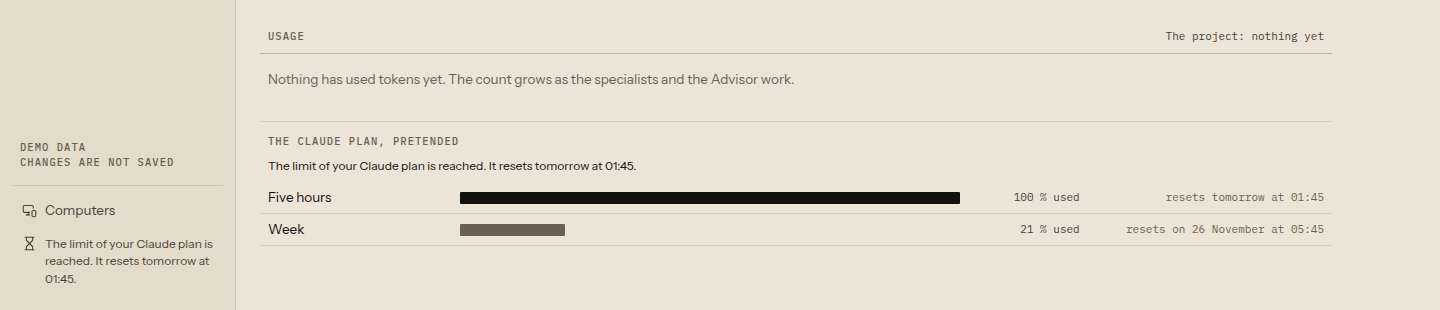 DEMO DATA
CHANGES ARE NOT SAVED
Computers
The limit of your Claude plan is
reached. It resets tomorrow at
01:45.
USAGE
The project: nothing yet
Nothing has used tokens yet. The count grows as the specialists and the Advisor work.
THE CLAUDE PLAN, PRETENDED
The limit of your Claude plan is reached. It resets tomorrow at 01:45.
Five hours 100 % used resets tomorrow at 01:45
Week 21 % used resets on 26 November at 05:45